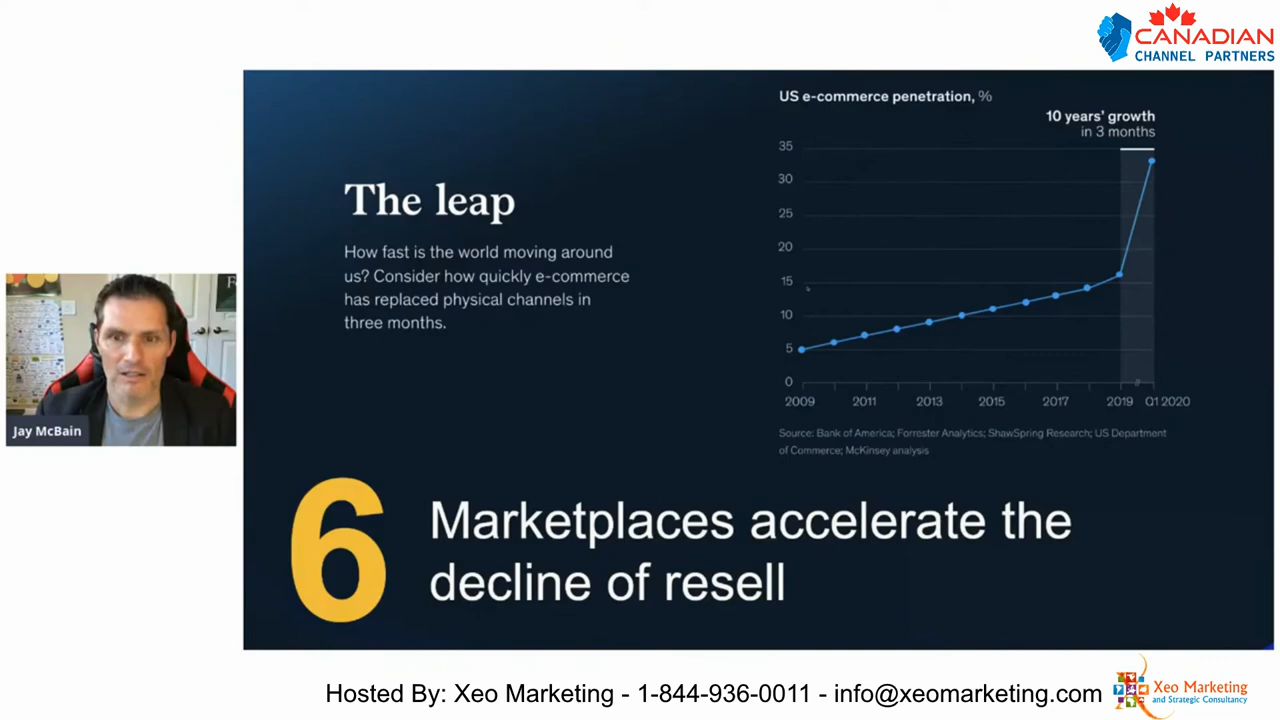 CANADIAN
CHANNEL PARTNERS
US e-commerce penetration, %
10 years' growth
in 3 months
35
30
25
20
15
10
5
0
2009 2011 2013 2015 2017 2019 Q1 2020
Source: Bank of America; Forrester Analytics; ShawSpring Research; US Department
of Commerce; McKinsey analysis
The leap
How fast is the world moving around
us? Consider how quickly e-commerce
has replaced physical channels in
three months.
Jay McBain
6
Marketplaces accelerate the
decline of resell
Hosted By: Xeo Marketing - 1-844-936-0011 - info@xeomarketing.com
Xeo Marketing
and Strategic Consultancy